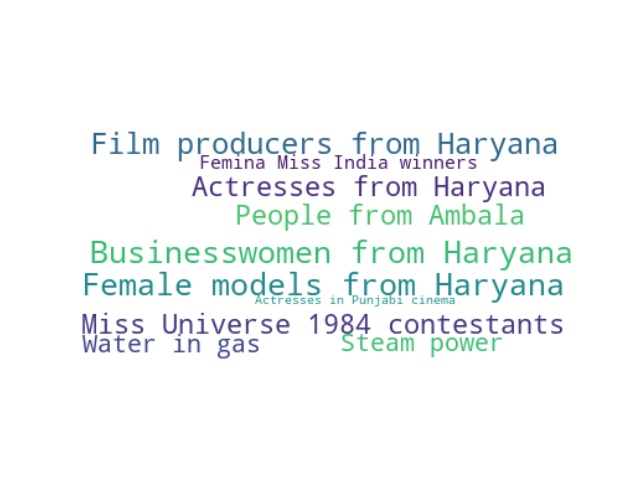 Film producers from Haryana
Femina Miss India winners
Actresses from Haryana
People from Ambala
Businesswomen from Haryana
Female models from Haryana
Actresses in Punjabi cinema
Miss Universe 1984 contestants
Water in gas
Steam power